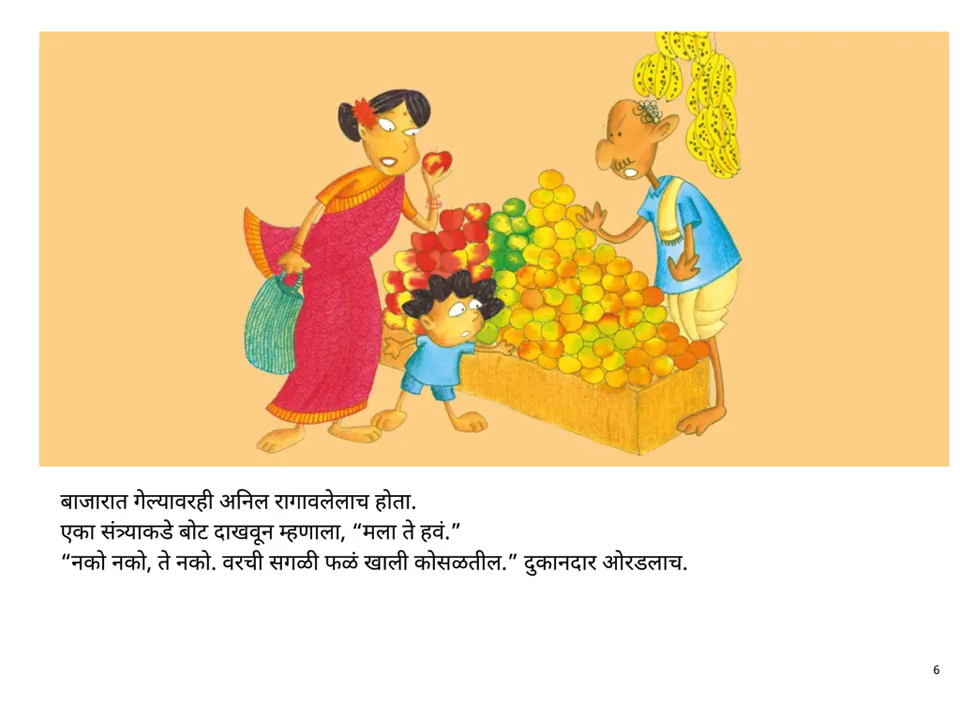 बाजारात गेल्यावरही अनिल रागावलेलाच होता.
एका संत्र्याकडे बोट दाखवून म्हणाला, “मला ते हवं.”
“नको नको, ते नको. वरची सगळी फळं खाली कोसळतील.” दुकानदार ओरडलाच.
6